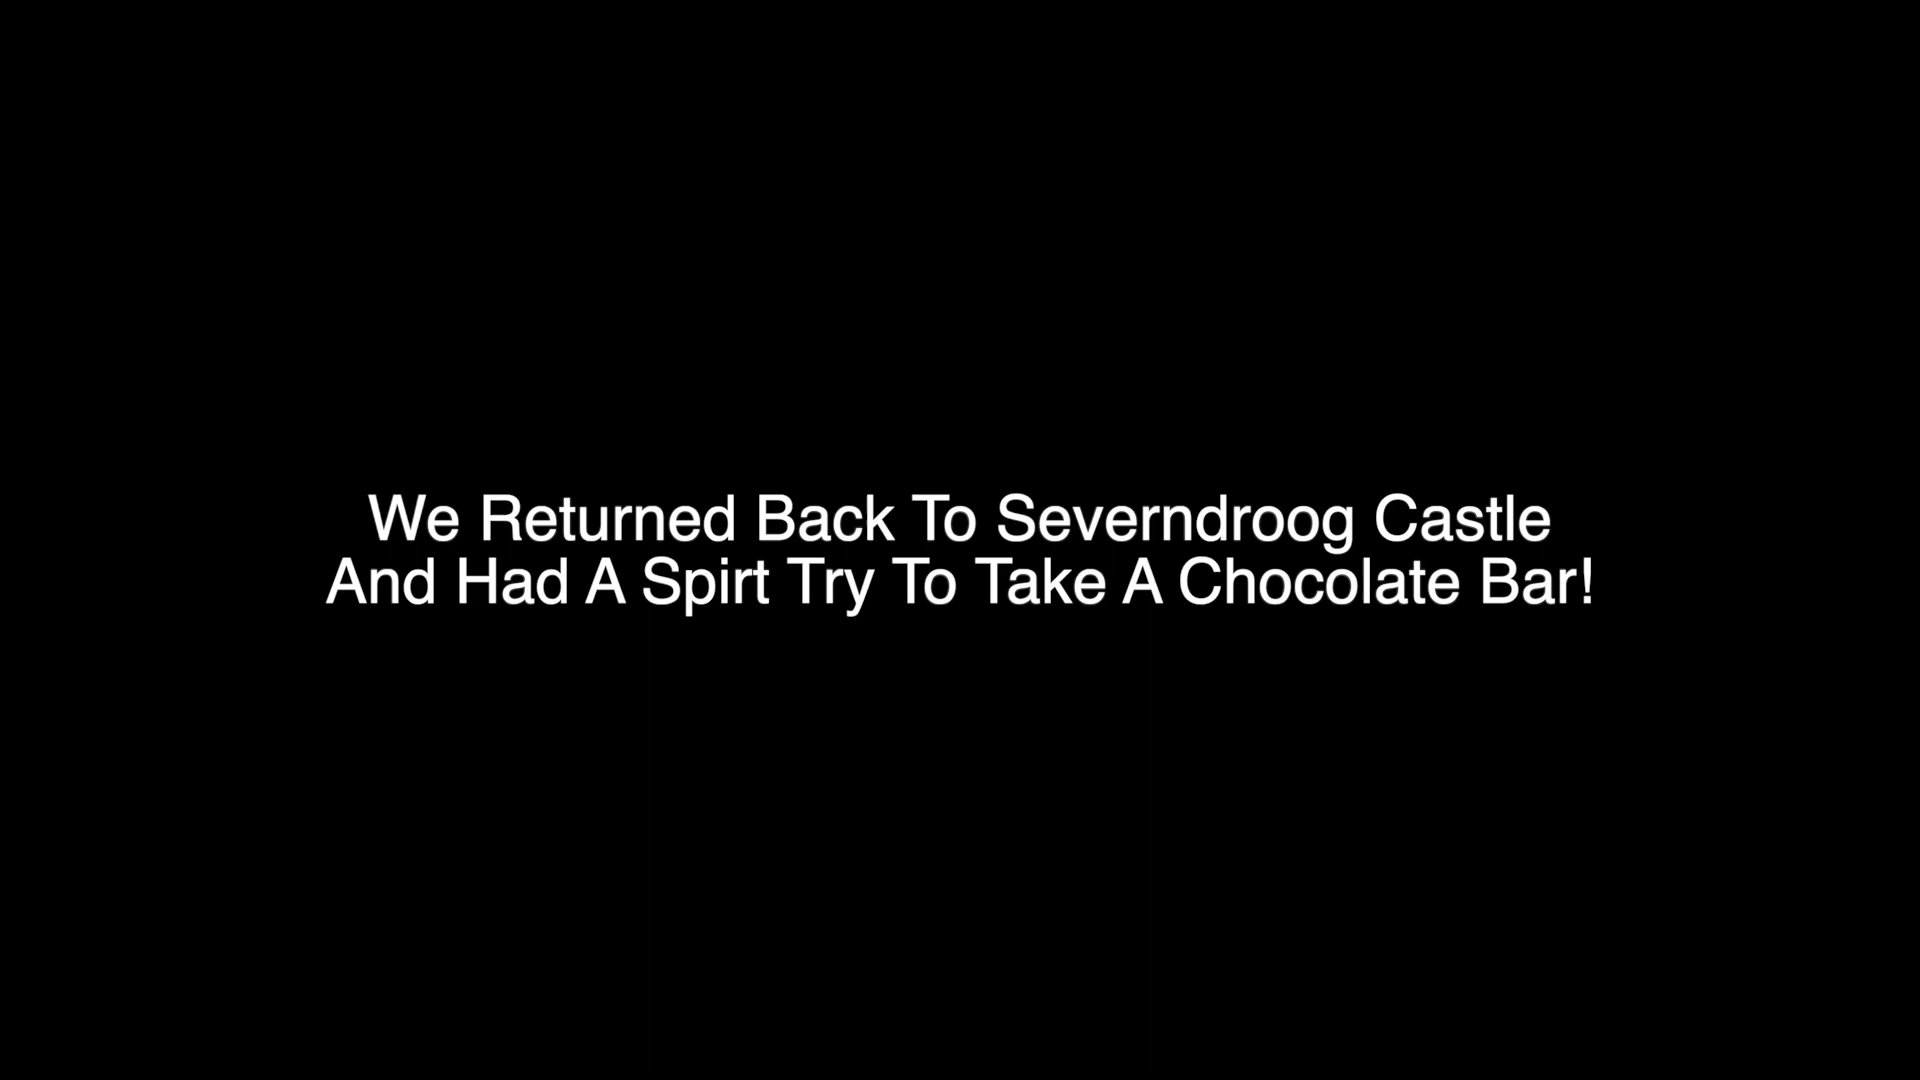 We Returned Back To Severndroog Castle
And Had A Spirt Try To Take A Chocolate Bar!